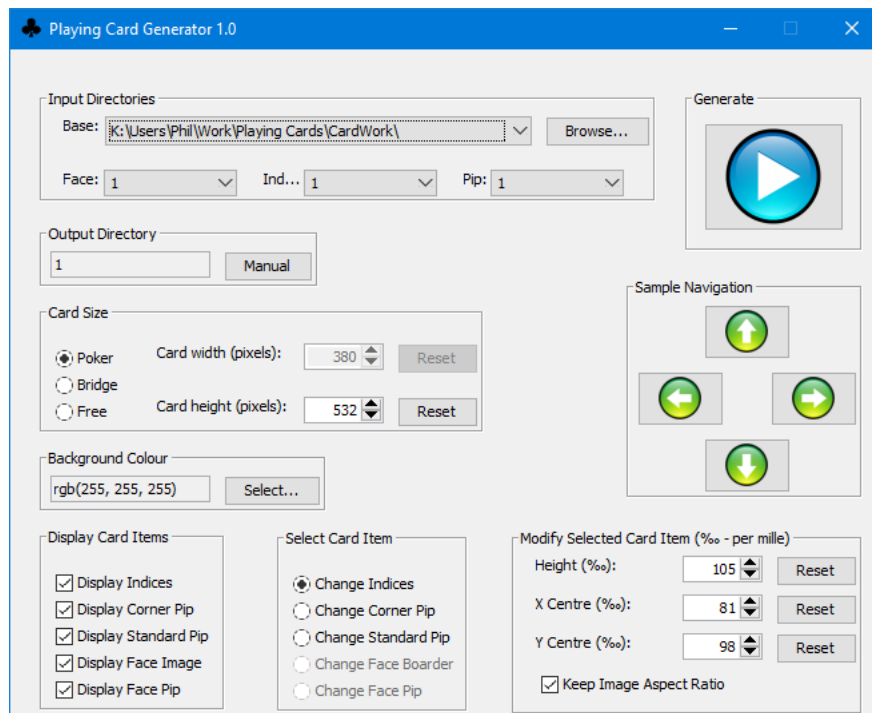 Playing Card Generator 1.0
Input Directories
Base: K:\Users\Phil\Work\Playing Cards\CardWork\ Browse...
Face: 1 Ind... 1 Pip: 1
Generate
Output Directory
1 Manual
Card Size
Poker
Bridge
Free
Card width (pixels): 380 Reset
Card height (pixels): 532 Reset
Sample Navigation
Background Colour
rgb(255, 255, 255) Select...
Display Card Items
Display Indices
Display Corner Pip
Display Standard Pip
Display Face Image
Display Face Pip
Select Card Item
Change Indices
Change Corner Pip
Change Standard Pip
Change Face Boarder
Change Face Pip
Modify Selected Card Item (‰ - per mille)
Height (‰): 105 Reset
X Centre (‰): 81 Reset
Y Centre (‰): 98 Reset
Keep Image Aspect Ratio